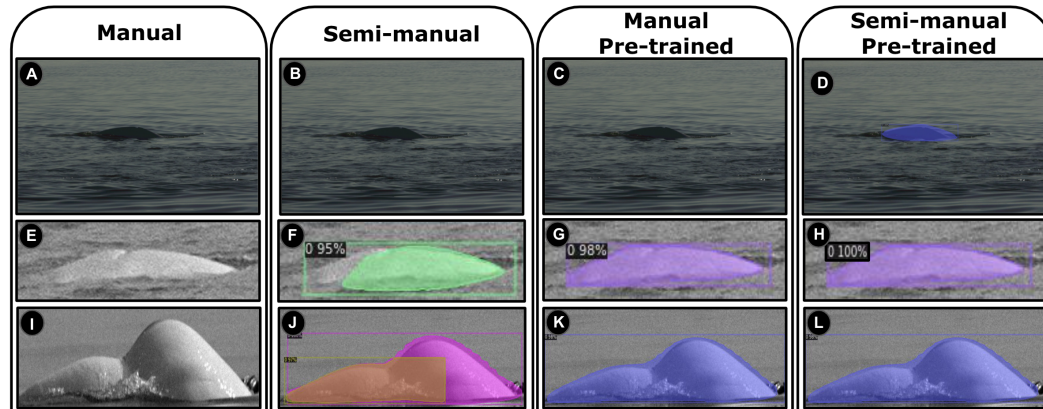 Manual
Semi-manual
Manual
Pre-trained
Semi-manual
Pre-trained
A
B
C
D
E
F
0 95%
G
0 98%
H
0 100%
I
J
K
L